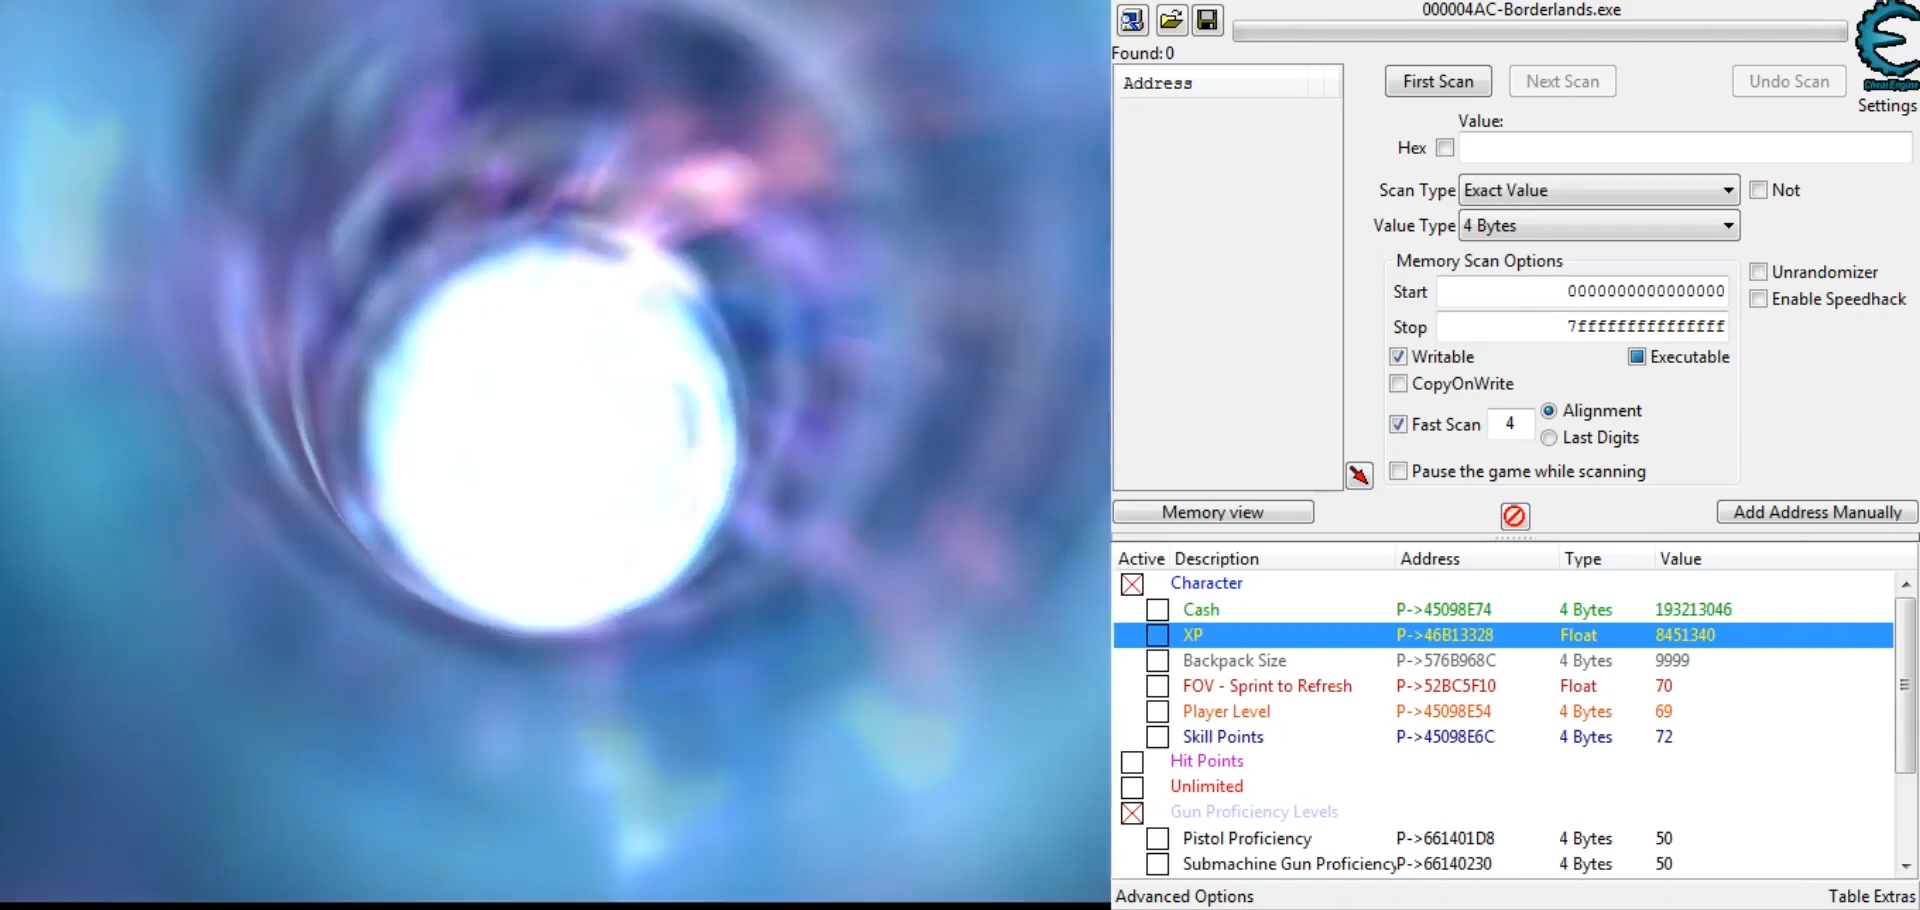 000004AC-Borderlands.exe
Found: 0
Address
First Scan Next Scan Undo Scan
Cheat Engine
Settings
Value:
Hex
Scan Type Exact Value Not
Value Type 4 Bytes
Memory Scan Options
Start 0000000000000000 Unrandomizer
Stop 7fffffffffffffff Enable Speedhack
Writable Executable
CopyOnWrite
Fast Scan 4 Alignment
Last Digits
Pause the game while scanning
Memory view Add Address Manually
Active Description Address Type Value
Character
Cash P->45098E74 4 Bytes 193213046
XP P->46B13328 Float 8451340
Backpack Size P->576B968C 4 Bytes 9999
FOV - Sprint to Refresh P->52BC5F10 Float 70
Player Level P->45098E54 4 Bytes 69
Skill Points P->45098E6C 4 Bytes 72
Hit Points
Unlimited
Gun Proficiency Levels
Pistol Proficiency P->661401D8 4 Bytes 50
Submachine Gun Proficiency P->66140230 4 Bytes 50
Advanced Options Table Extras